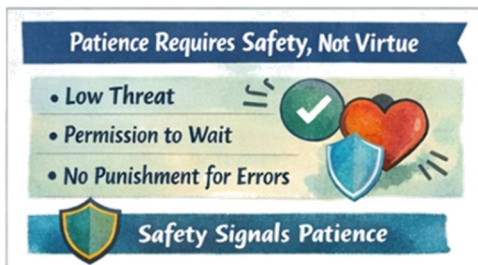 Patience Requires Safety, Not Virtue
• Low Threat
• Permission to Wait
• No Punishment for Errors
Safety Signals Patience